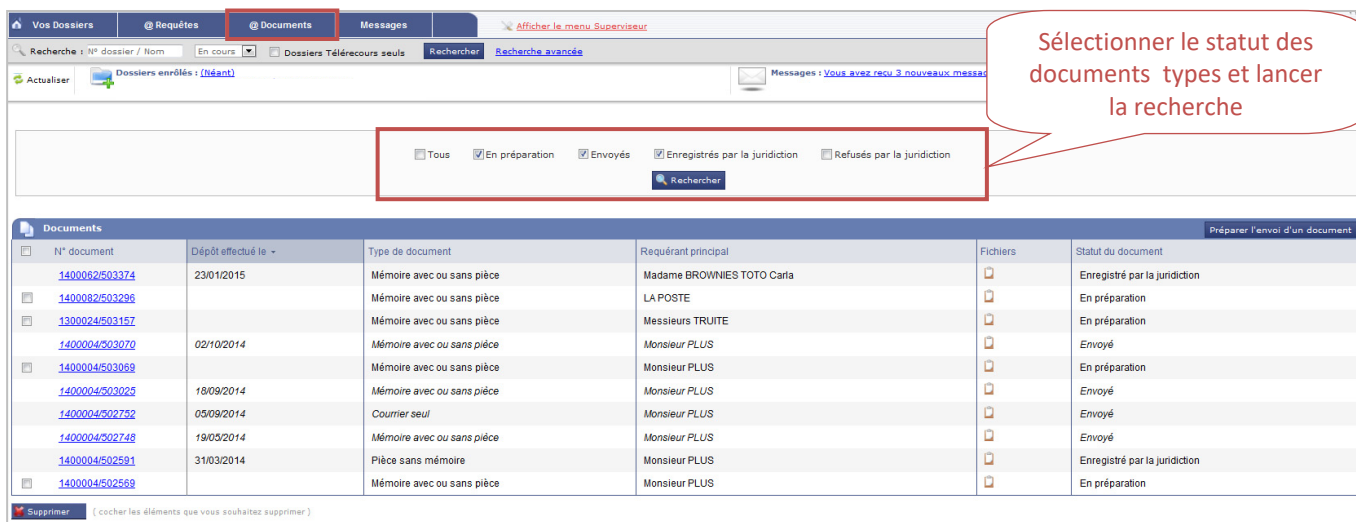 Vos Dossiers @ Requêtes @ Documents Messages Afficher le menu Superviseur
Recherche : N° dossier / Nom En cours Dossiers Télérecours seuls Rechercher Recherche avancée
Actualiser Dossiers enrôlés : (Néant) Messages : Vous avez reçu 3 nouveaux messag
Sélectionner le statut des
documents types et lancer
la recherche
Tous En préparation Envoyés Enregistrés par la juridiction Refusés par la juridiction
Rechercher
Documents Préparer l'envoi d'un document
N° document Dépôt effectué le Type de document Requérant principal Fichiers Statut du document
1400062/503374 23/01/2015 Mémoire avec ou sans pièce Madame BROWNIES TOTO Carla Enregistré par la juridiction
1400082/503296 Mémoire avec ou sans pièce LA POSTE En préparation
1300024/503157 Mémoire avec ou sans pièce Messieurs TRUITE En préparation
1400004/503070 02/10/2014 Mémoire avec ou sans pièce Monsieur PLUS Envoyé
1400004/503069 Mémoire avec ou sans pièce Monsieur PLUS En préparation
1400004/503025 18/09/2014 Mémoire avec ou sans pièce Monsieur PLUS Envoyé
1400004/502752 05/09/2014 Courrier seul Monsieur PLUS Envoyé
1400004/502748 19/05/2014 Mémoire avec ou sans pièce Monsieur PLUS Envoyé
1400004/502591 31/03/2014 Pièce sans mémoire Monsieur PLUS Enregistré par la juridiction
1400004/502569 Mémoire avec ou sans pièce Monsieur PLUS En préparation
Supprimer ( cocher les éléments que vous souhaitez supprimer )